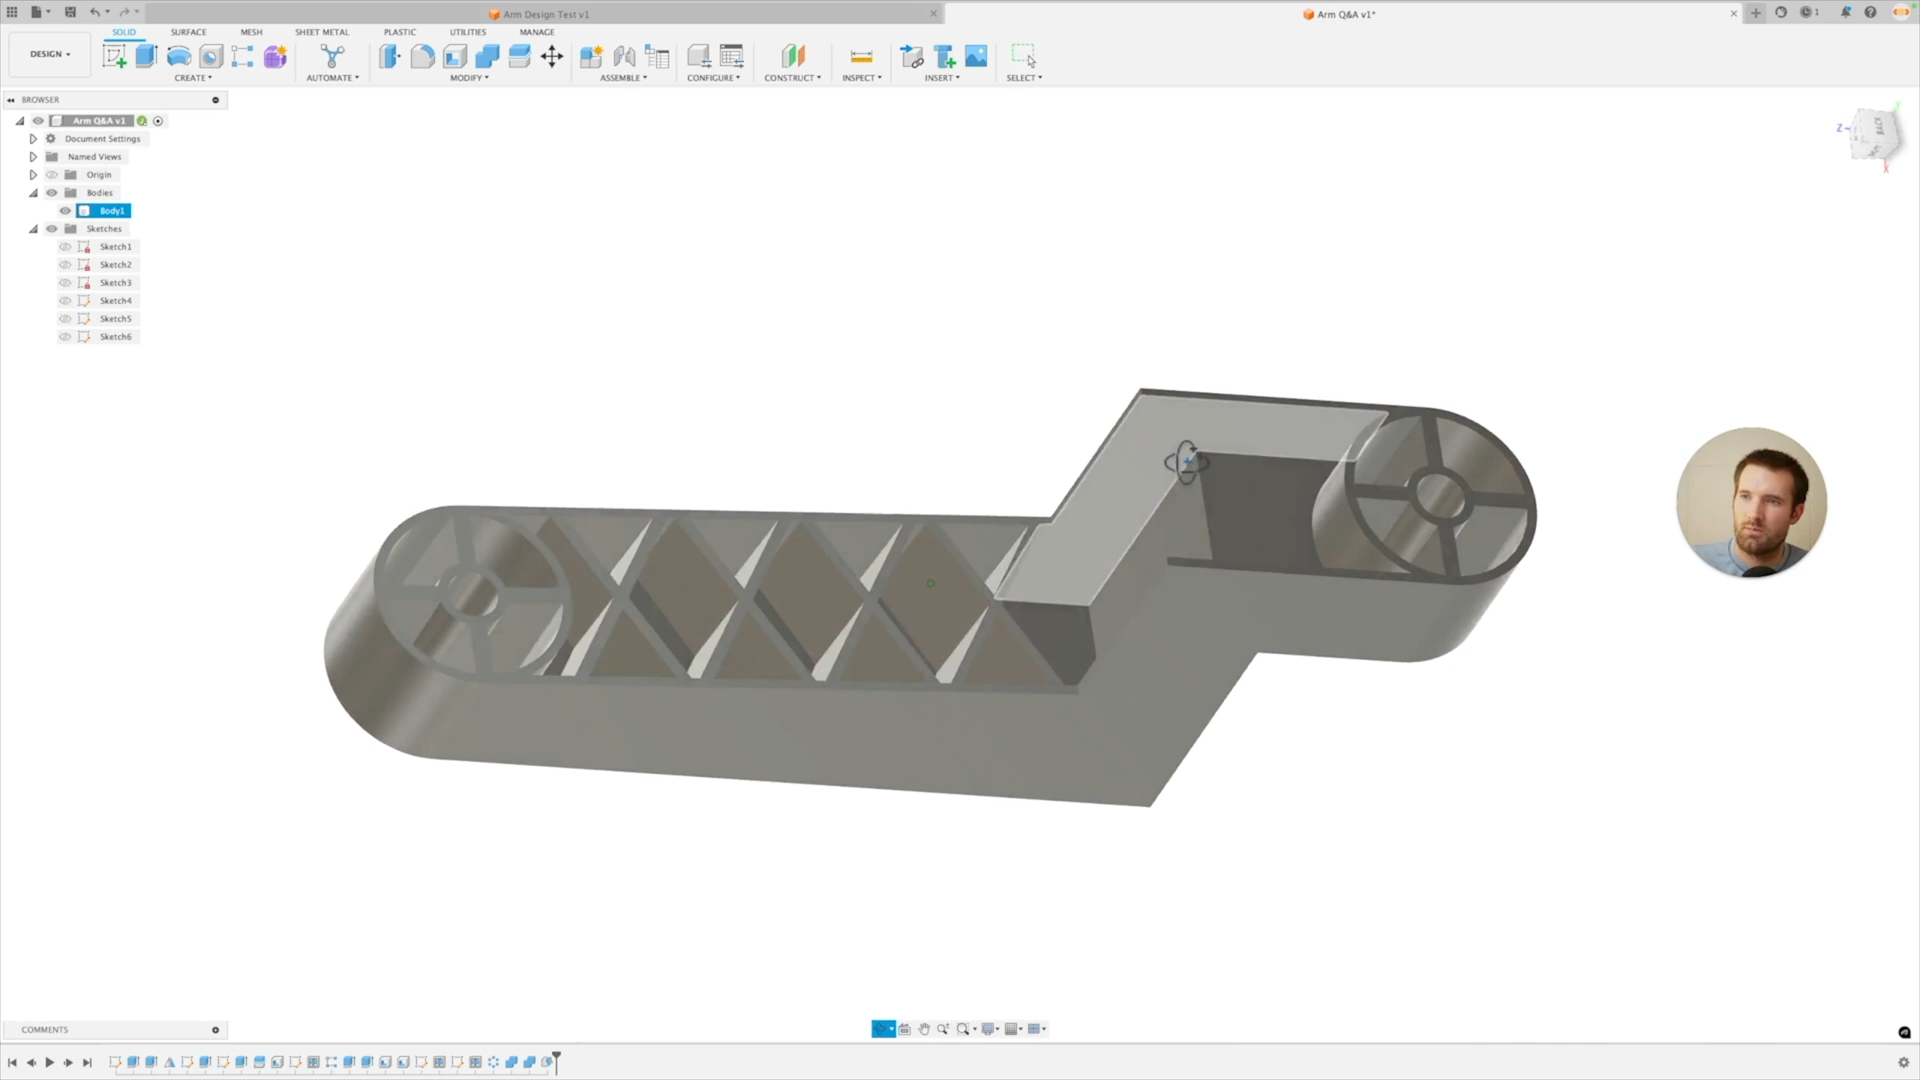 Arm Design Test v1
Arm Q&A v1*
1
DESIGN
SOLID
SURFACE
MESH
SHEET METAL
PLASTIC
UTILITIES
MANAGE
CREATE
AUTOMATE
MODIFY
ASSEMBLE
CONFIGURE
CONSTRUCT
INSPECT
INSERT
SELECT
BROWSER
Arm Q&A v1
Document Settings
Named Views
Origin
Bodies
Body1
Sketches
Sketch1
Sketch2
Sketch3
Sketch4
Sketch5
Sketch6
Z
BACK
X
COMMENTS